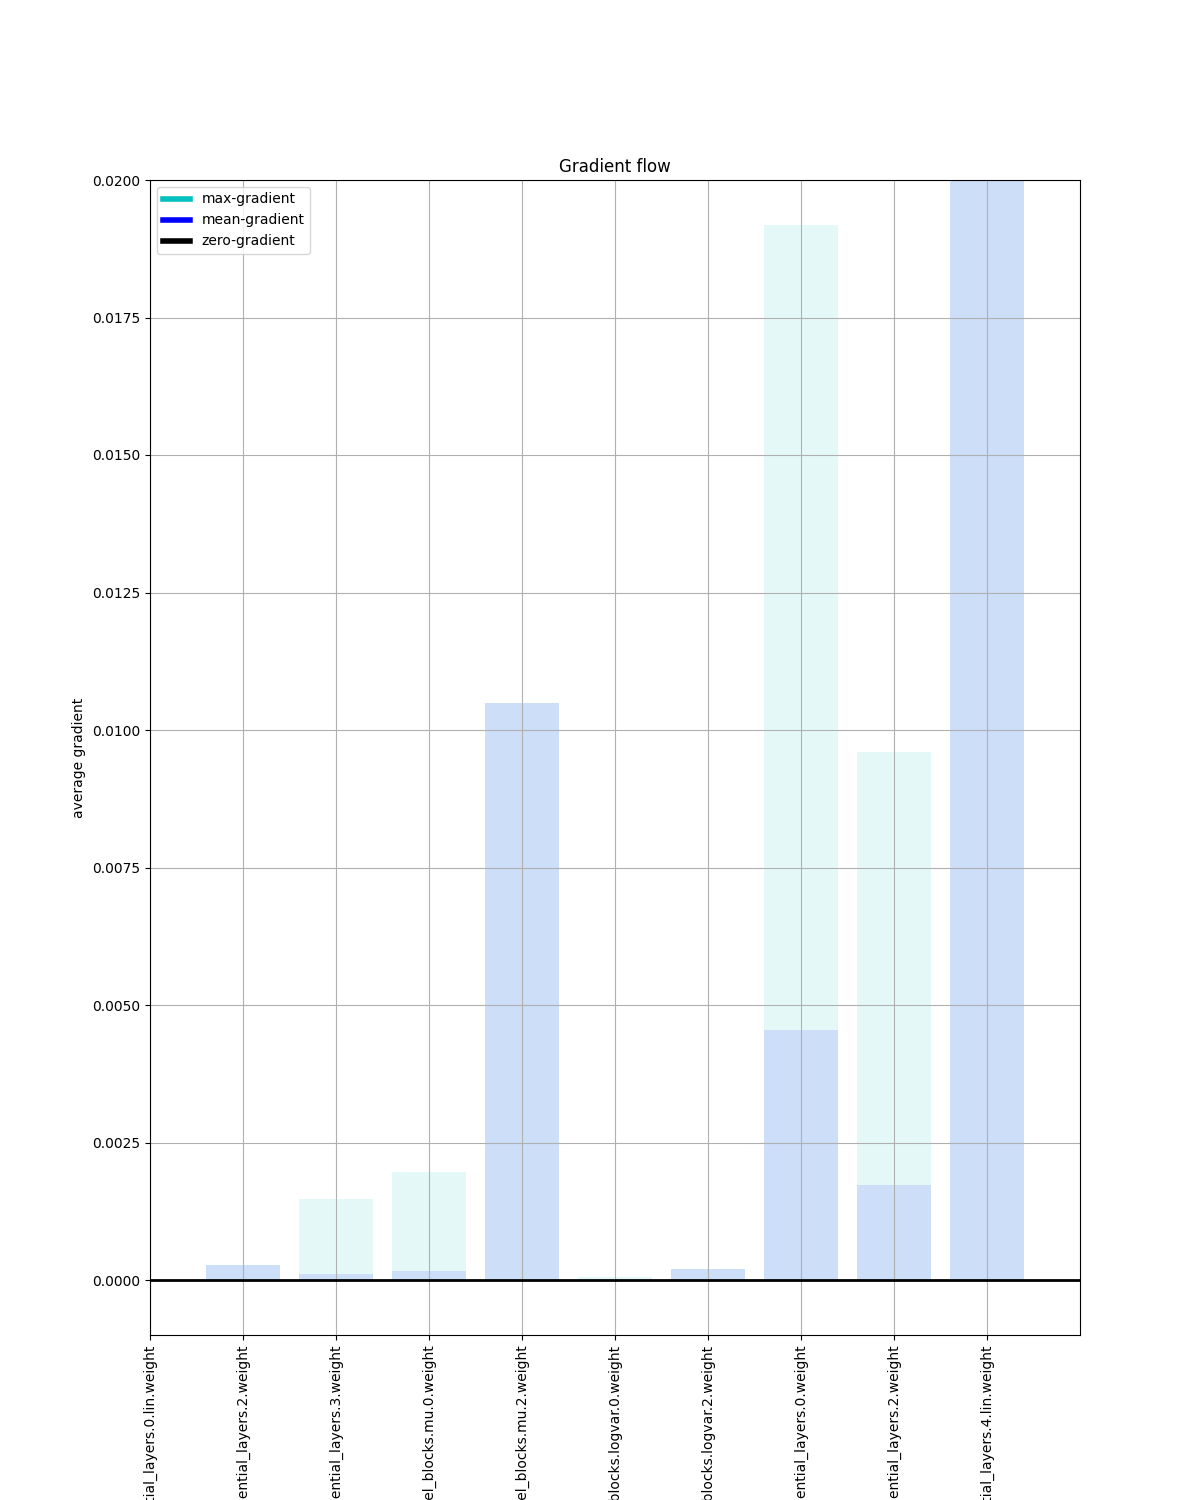 Gradient flow
max-gradient
mean-gradient
zero-gradient
0.0200
0.0175
0.0150
0.0125
0.0100
0.0075
0.0050
0.0025
0.0000
average gradient
tial_layers.0.lin.weight
ential_layers.2.weight
ential_layers.3.weight
el_blocks.mu.0.weight
el_blocks.mu.2.weight
blocks.logvar.0.weight
blocks.logvar.2.weight
ential_layers.0.weight
ential_layers.2.weight
tial_layers.4.lin.weight